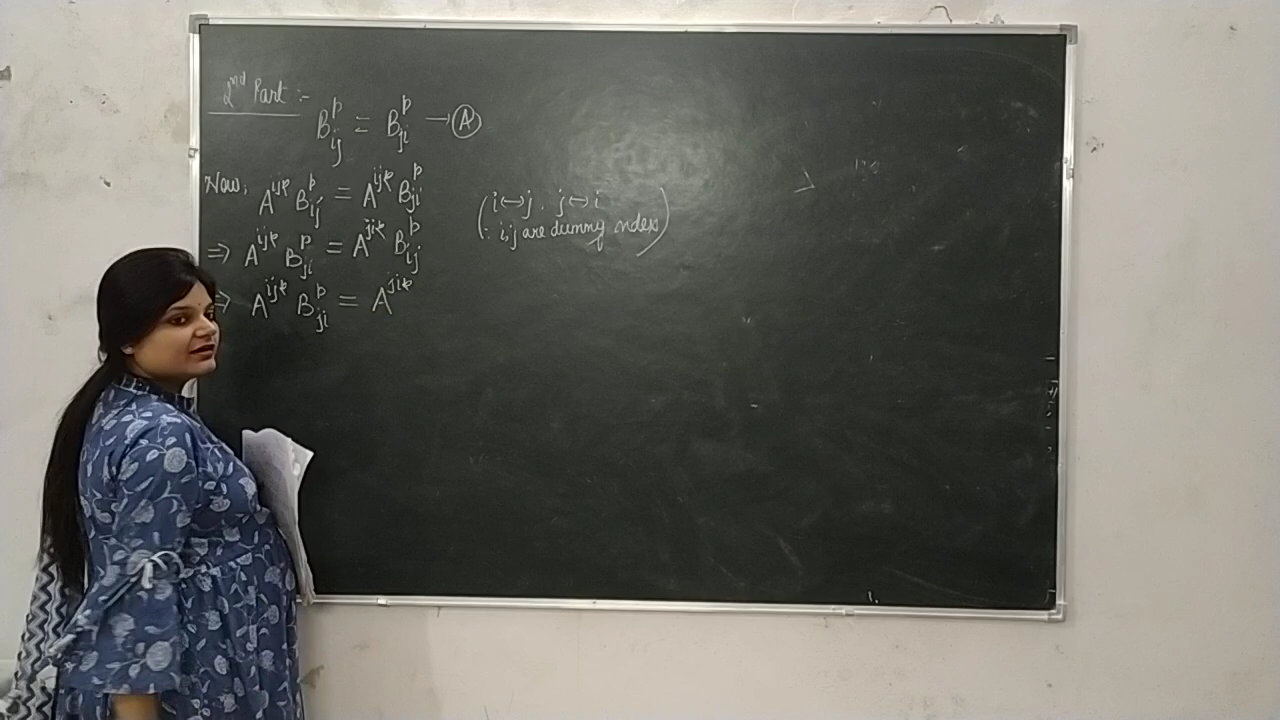 2nd Part :-
B^p_ij = B^p_ji → (A)
Now, A^ijk B^p_ij = A^ijk B^p_ji
⇒ A^ijk B^p_ji = A^jik B^p_ij
(i↔j, j↔i
∵ i,j are dummy index)
⇒ A^ijk B^p_ji = A^jik